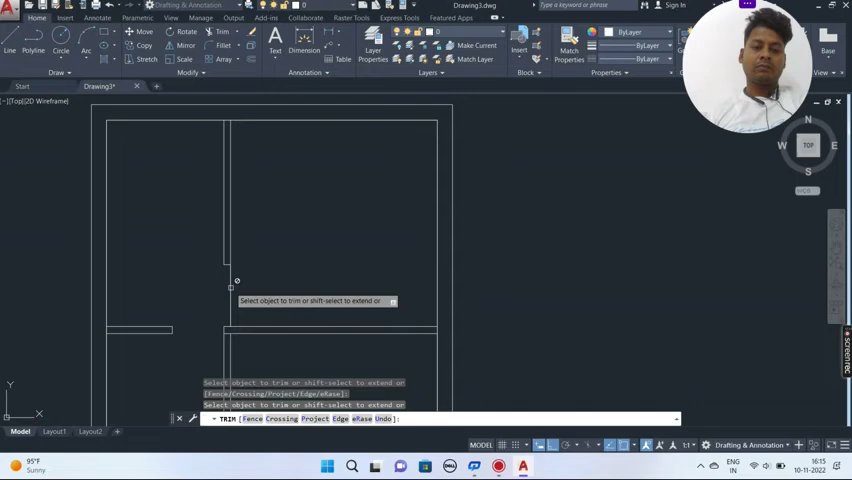 Drafting & Annotation
0
Drawing3.dwg
Type a keyword or phrase
Sign In
Home
Insert
Annotate
Parametric
View
Manage
Output
Add-ins
Collaborate
Raster Tools
Express Tools
Featured Apps
Line
Polyline
Circle
Arc
Move
Rotate
Trim
Copy
Mirror
Fillet
Stretch
Scale
Array
Text
Dimension
Table
Layer
Properties
0
Make Current
Match Layer
Insert
Match
Properties
ByLayer
ByLayer
ByLayer
Base
Draw
Modify
Annotation
Layers
Block
Properties
View
Start
Drawing3*
[-][Top][2D Wireframe]
N
W
TOP
E
S
WCS
Select object to trim or shift-select to extend or
Select object to trim or shift-select to extend or
[Fence/Crossing/Project/Edge/eRase]:
Select object to trim or shift-select to extend or
TRIM [Fence Crossing Project Edge eRase Undo]:
screenrec
Y
X
Model
Layout1
Layout2
MODEL
1:1
Drafting & Annotation
95°F
Sunny
DELL
ENG
IN
16:15
10-11-2022